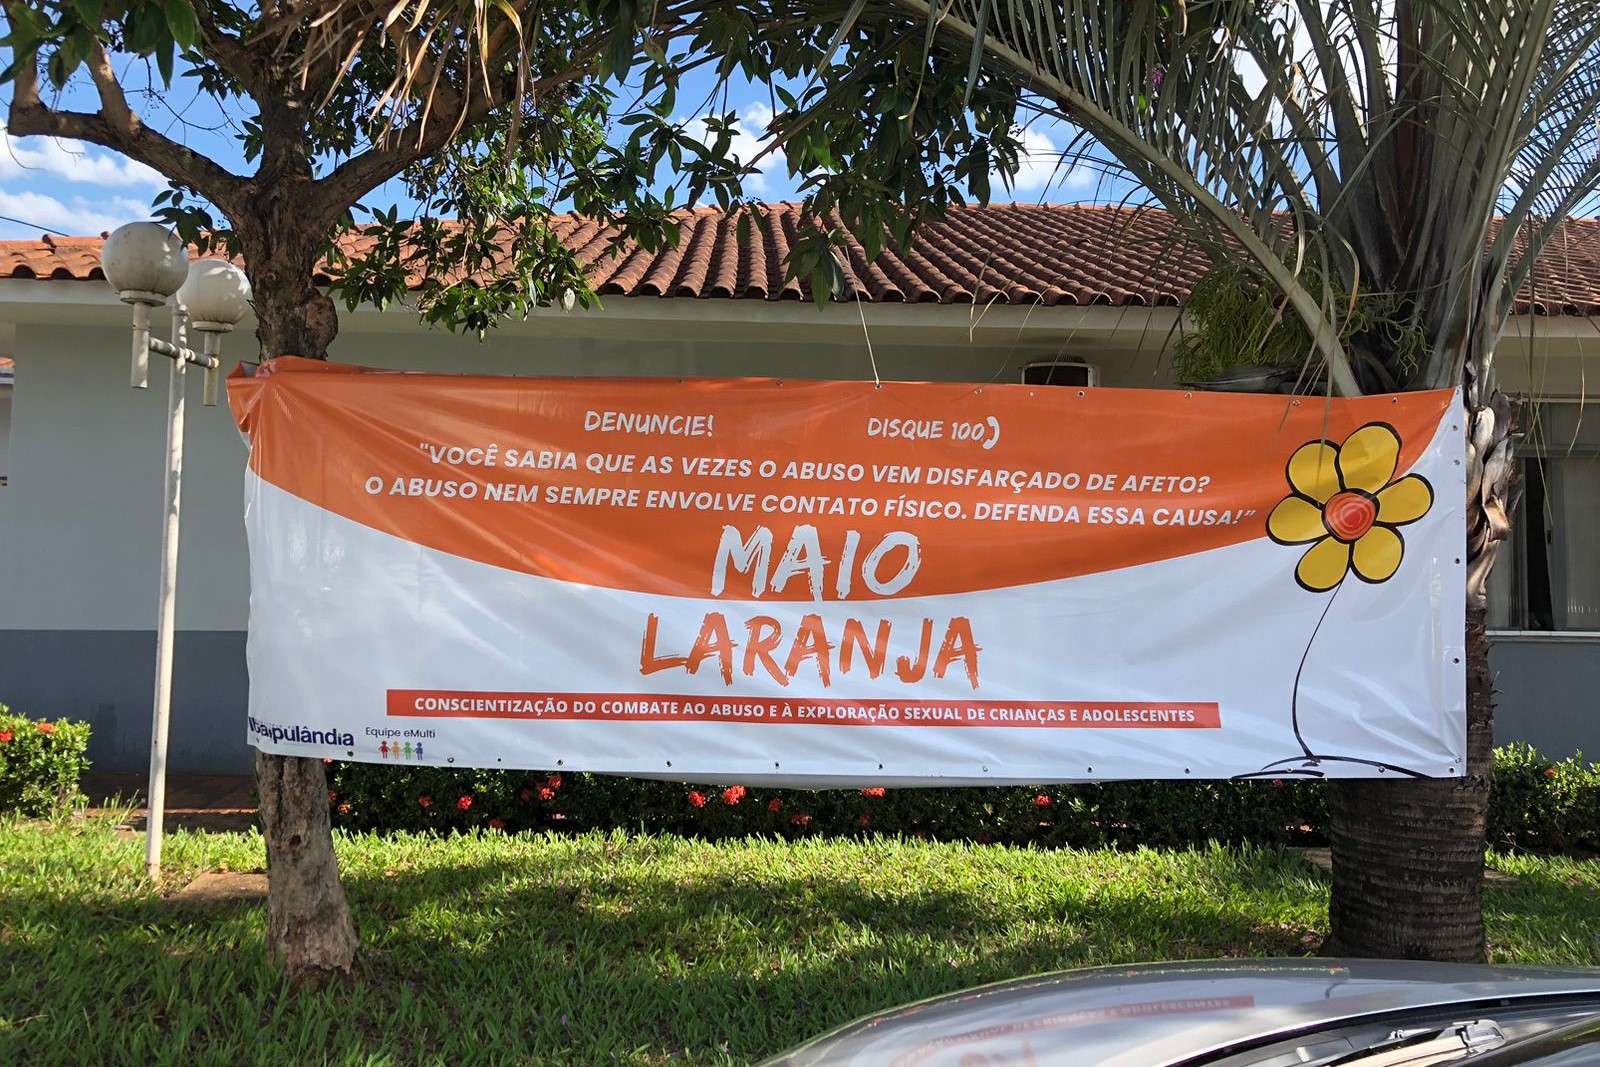 DENUNCIE! DISQUE 100
"VOCÊ SABIA QUE AS VEZES O ABUSO VEM DISFARÇADO DE AFETO?
O ABUSO NEM SEMPRE ENVOLVE CONTATO FÍSICO. DEFENDA ESSA CAUSA!"
MAIO
LARANJA
CONSCIENTIZAÇÃO DO COMBATE AO ABUSO E À EXPLORAÇÃO SEXUAL DE CRIANÇAS E ADOLESCENTES
Equipe eMulti